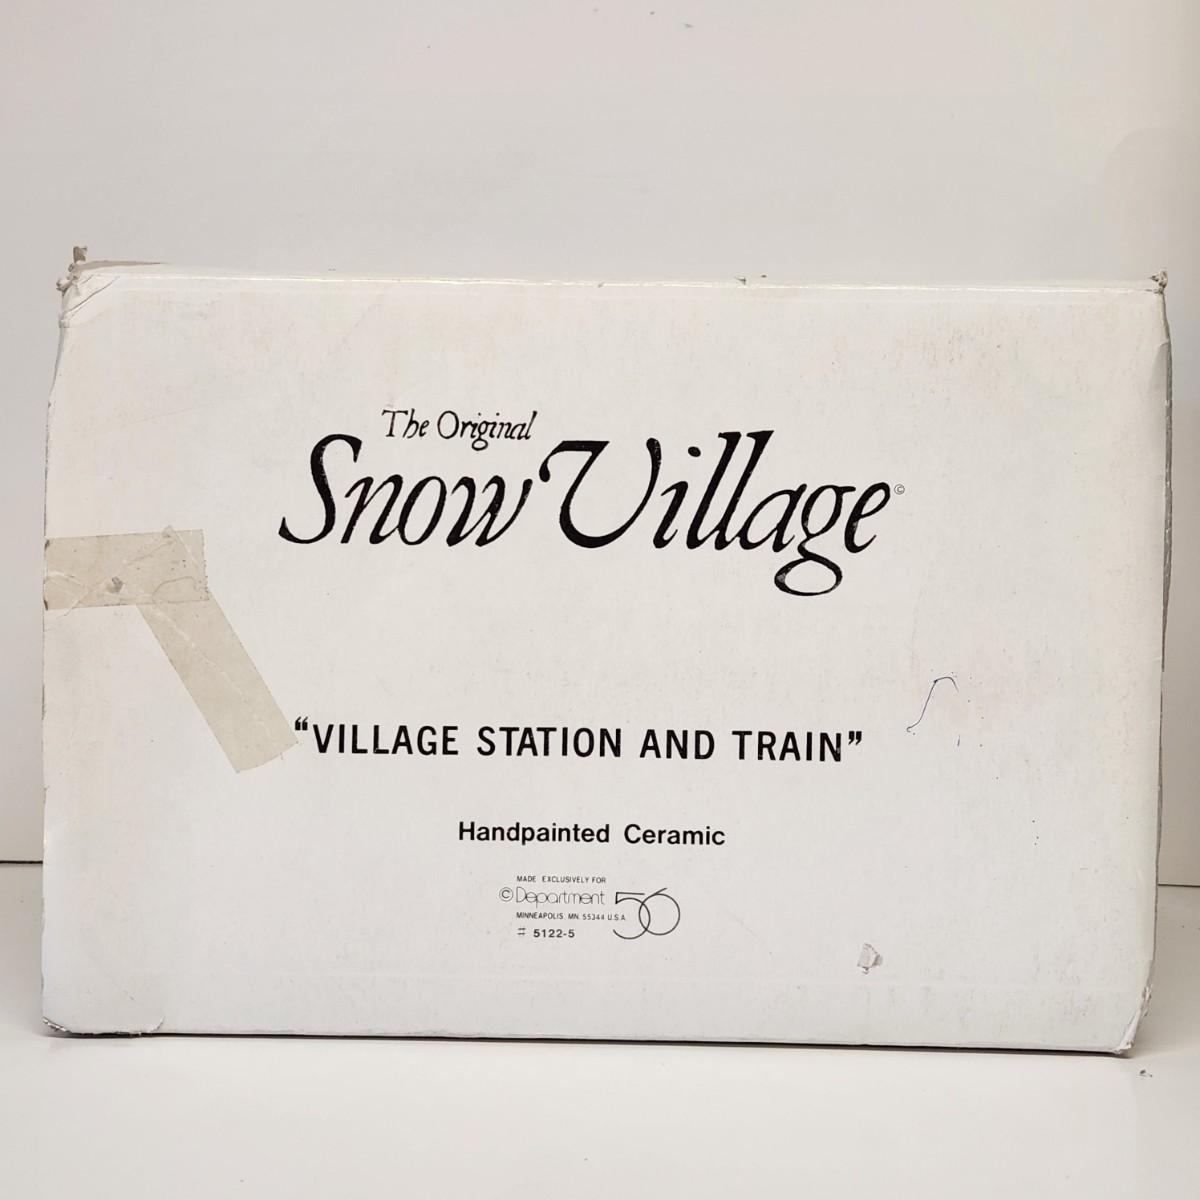 The Original
Snow Village©
“VILLAGE STATION AND TRAIN”
Handpainted Ceramic
MADE EXCLUSIVELY FOR
©Department 56
MINNEAPOLIS, MN. 55344 U.S.A.
# 5122-5